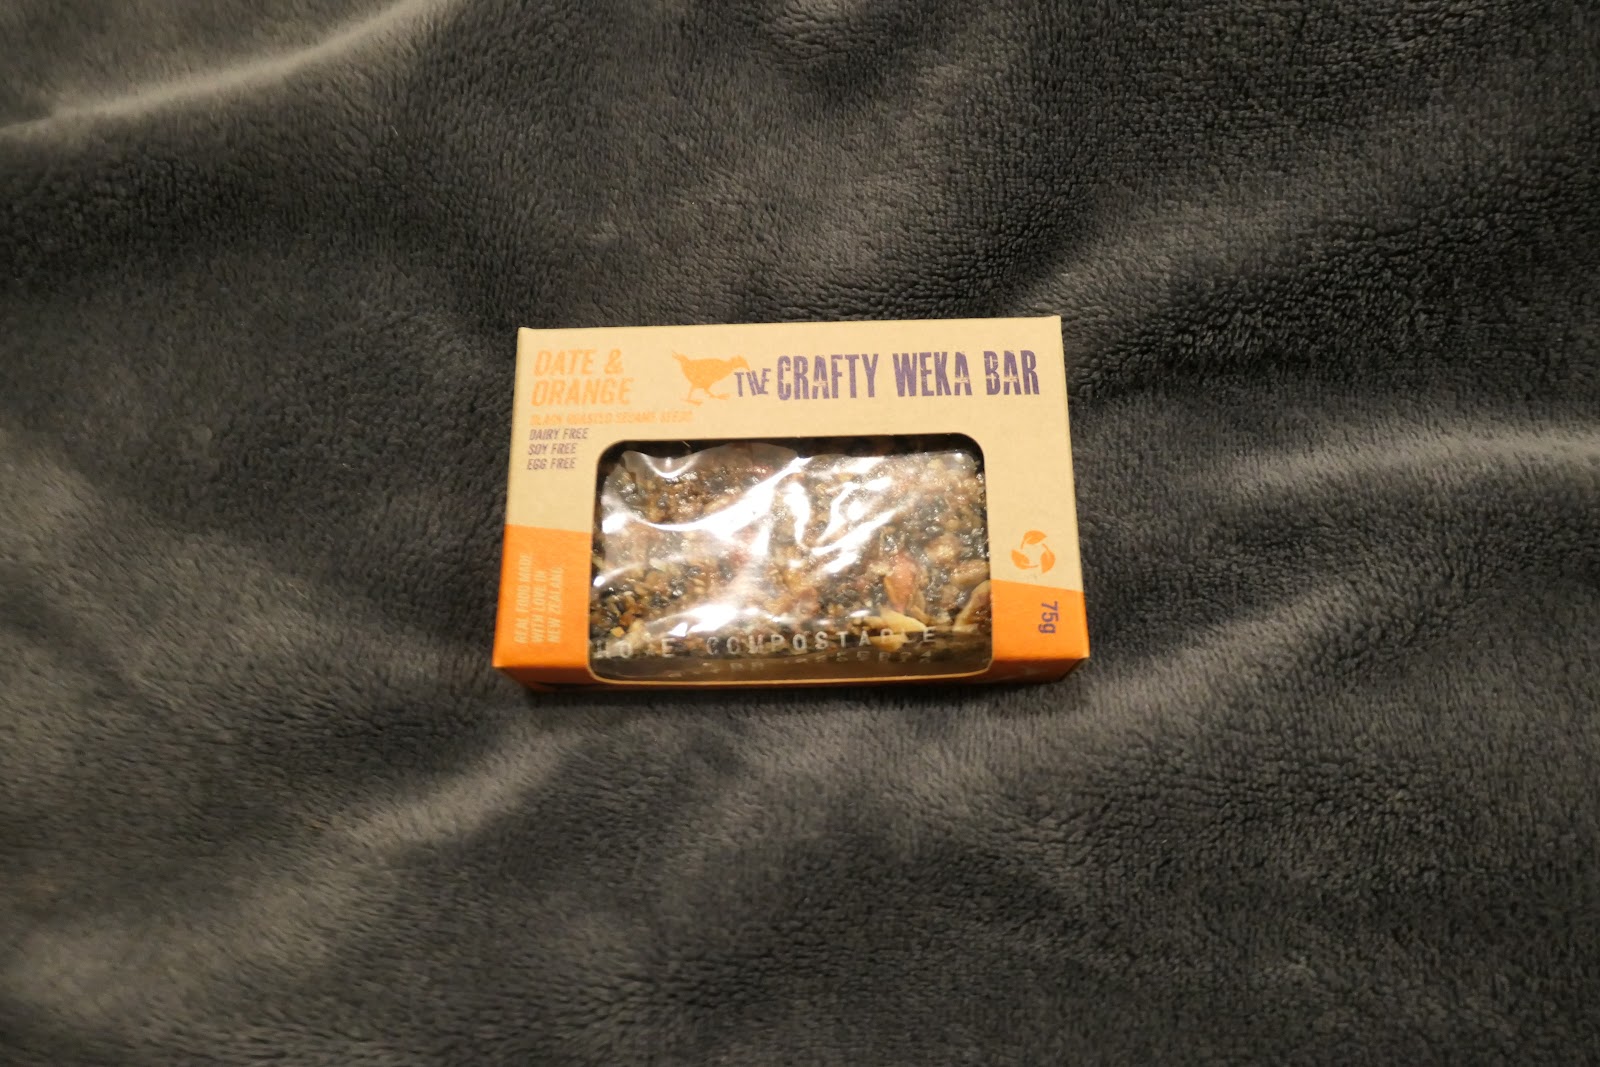 DATE &
ORANGE
BLACK ROASTED SESAME SEEDS
DAIRY FREE
SOY FREE
EGG FREE
THE CRAFTY WEKA BAR
REAL FOOD MADE
WITH LOVE IN
NEW ZEALAND
HOME COMPOSTABLE
75g